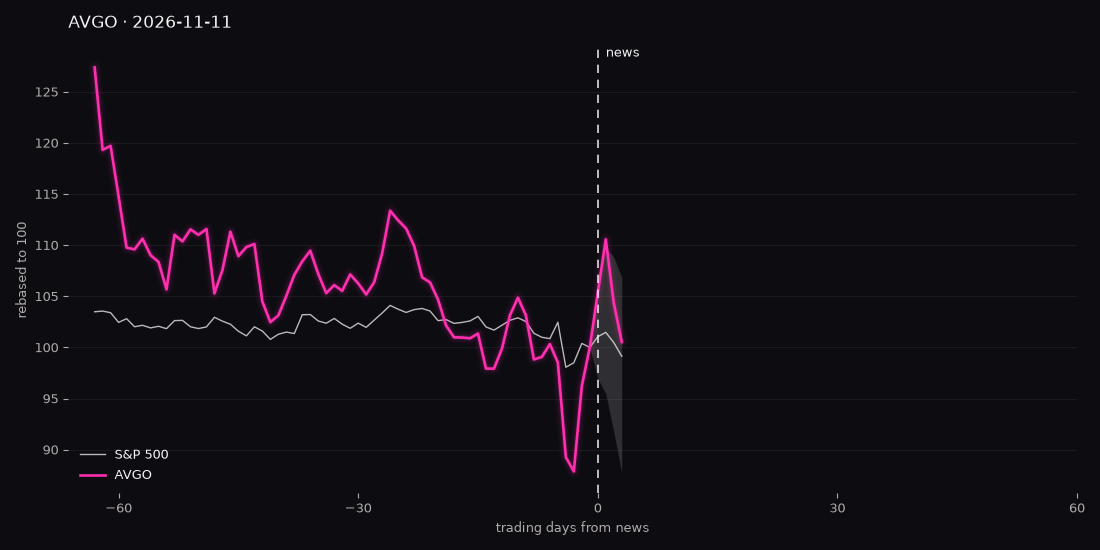 AVGO · 2026-11-11
news
125
120
115
110
105
100
95
90
rebased to 100
S&P 500
AVGO
−60
−30
0
30
60
trading days from news